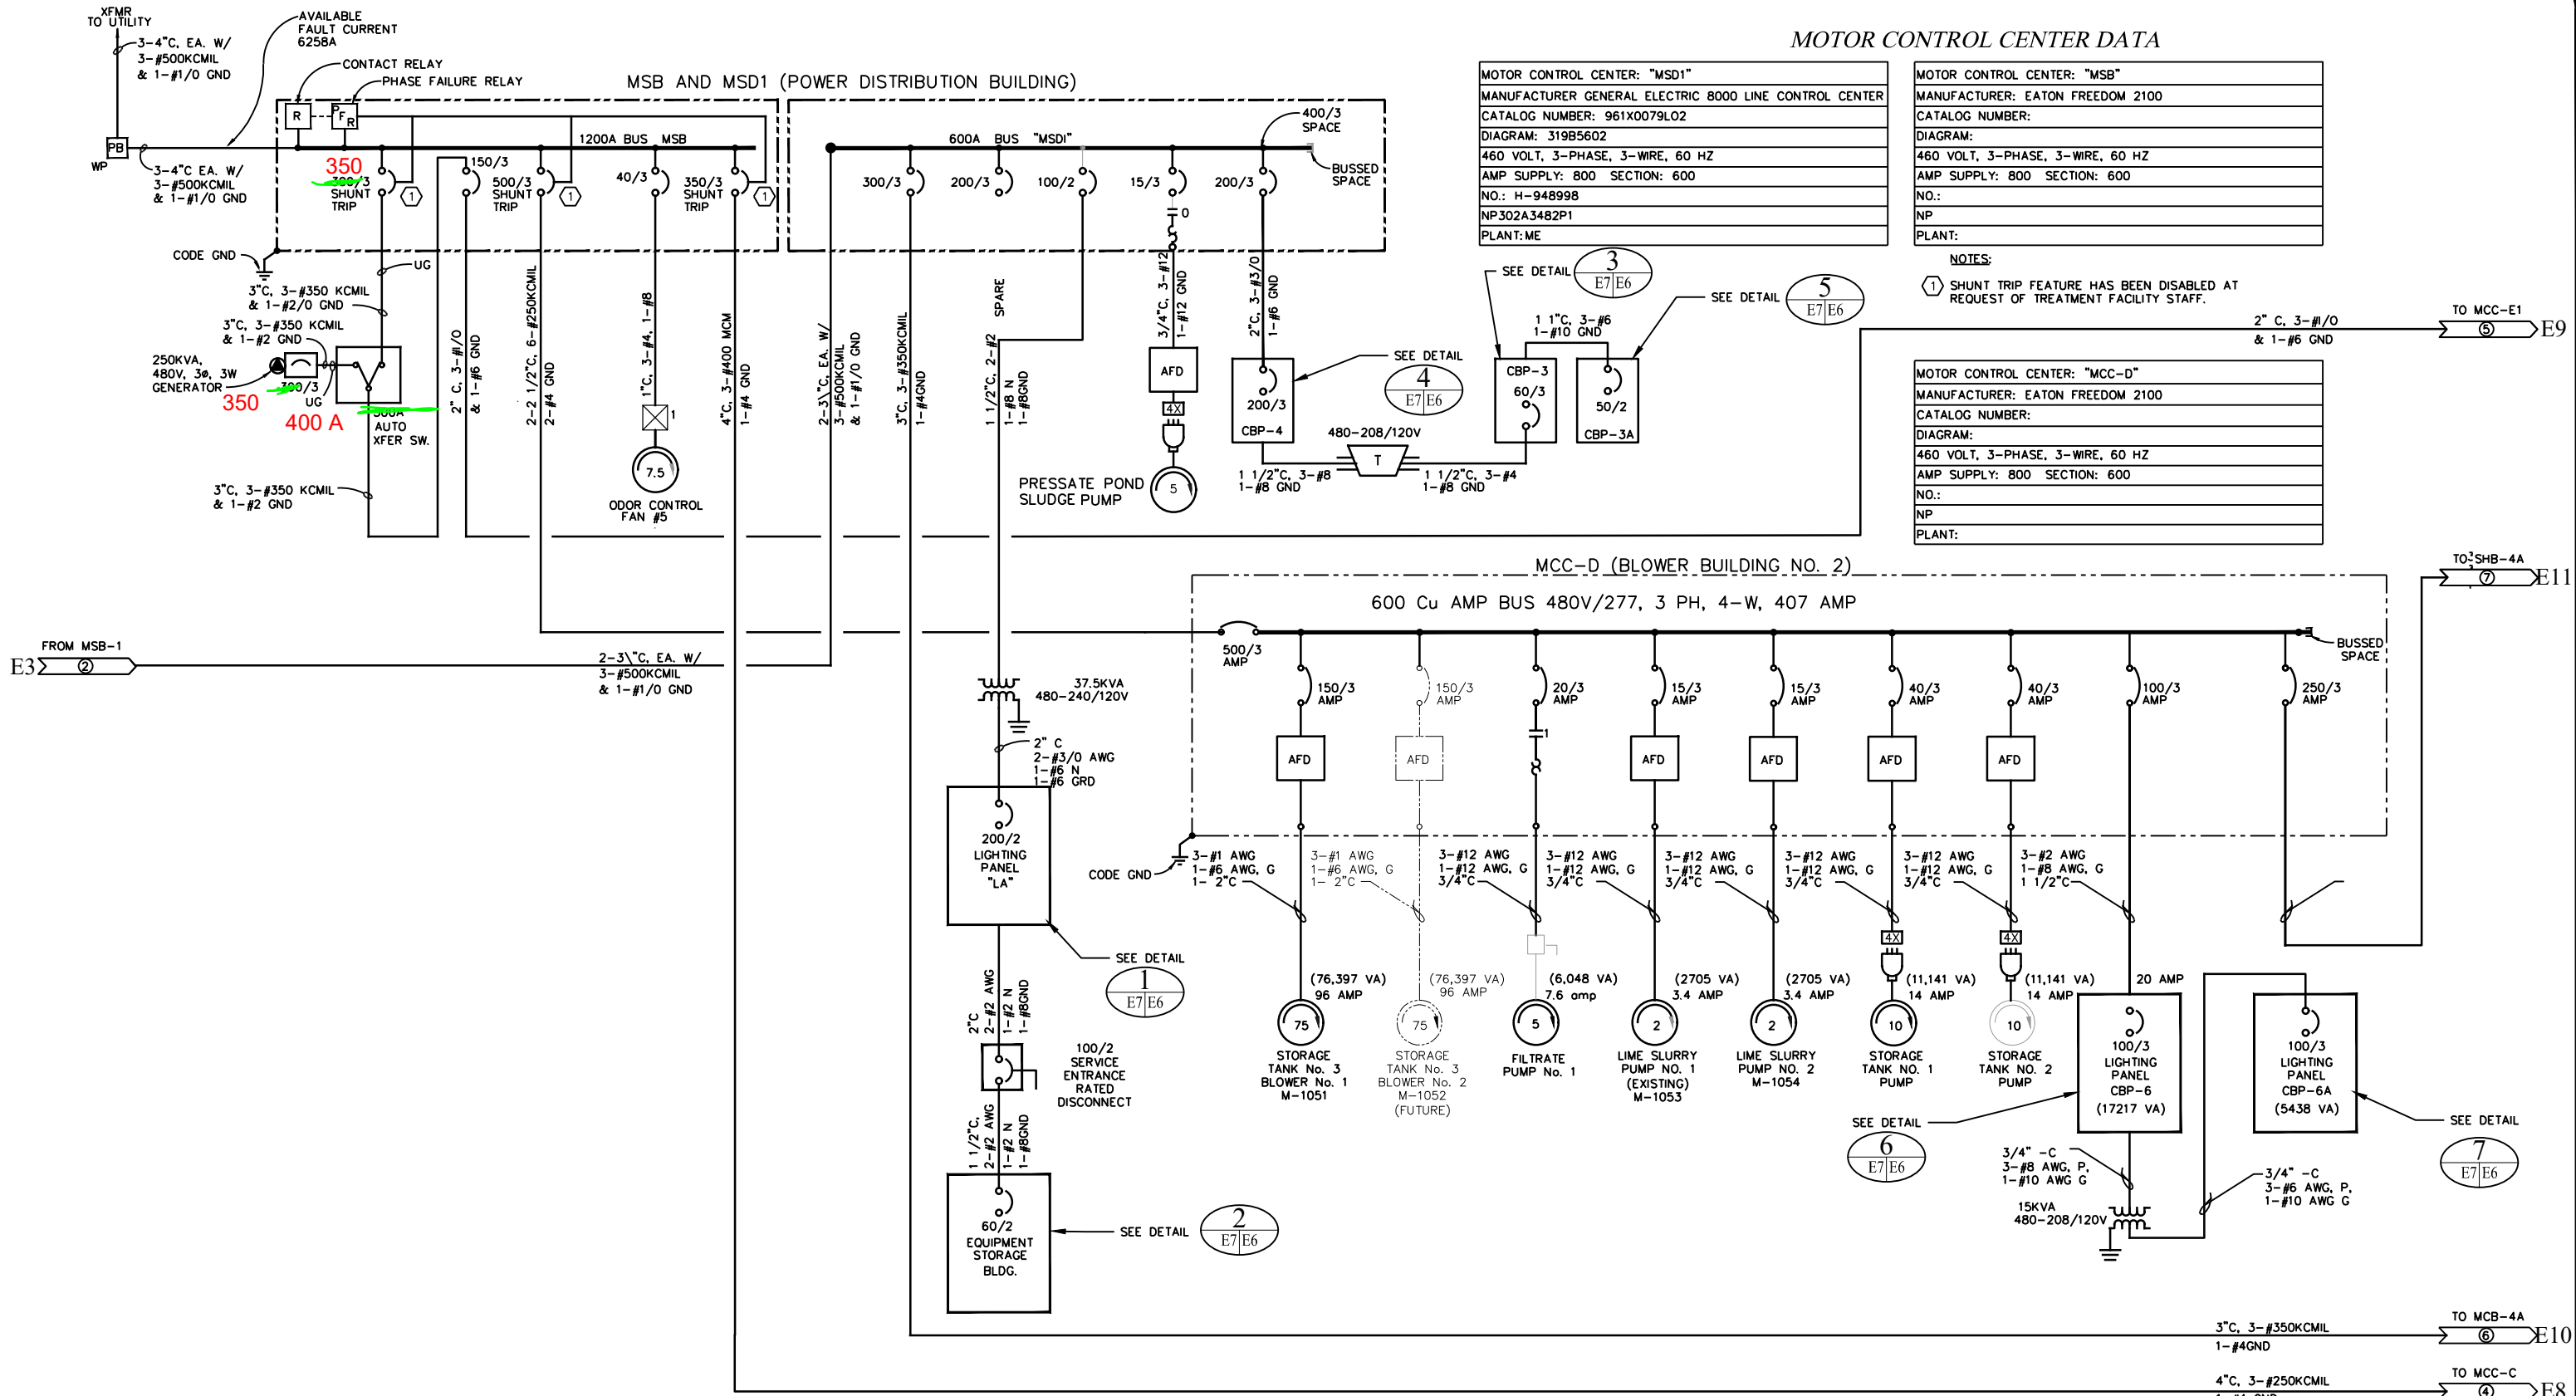 XFMR
TO UTILITY
3-4"C, EA. W/
3-#500KCMIL
& 1-#1/0 GND
AVAILABLE
FAULT CURRENT
6258A
CONTACT RELAY
PHASE FAILURE RELAY
MSB AND MSD1 (POWER DISTRIBUTION BUILDING)
R
P
F
R
PB
WP
3-4"C EA. W/
3-#500KCMIL
& 1-#1/0 GND
1200A BUS MSB
350
SHUNT
TRIP
1
150/3
500/3
SHUNT
TRIP
1
40/3
350/3
SHUNT
TRIP
1
600A BUS "MSDI"
400/3
SPACE
BUSSED
SPACE
300/3
200/3
100/2
15/3
O
200/3
CODE GND
UG
3"C, 3-#350 KCMIL
& 1-#2/0 GND
3"C, 3-#350 KCMIL
& 1-#2 GND
250KVA,
480V, 3ø, 3W
GENERATOR
350
UG
400 A
AUTO
XFER SW.
3"C, 3-#350 KCMIL
& 1-#2 GND
2" C, 3-#1/0
& 1-#6 GND
2-2 1/2"C, 6-#250KCMIL
2-#4 GND
1"C, 3-#4, 1-#8
1
7.5
ODOR CONTROL
FAN #5
4"C, 3-#400 MCM
1-#4 GND
2-3\"C, EA. W/
3-#500KCMIL
& 1-#1/0 GND
3"C, 3-#350KCMIL
1-#4GND
SPARE
1 1/2"C, 2-#2
1-#8 N
1-#8GND
3/4"C, 3-#12
1-#12 GND
AFD
4X
5
PRESSATE POND
SLUDGE PUMP
2"C, 3-#3/0
1-#6 GND
200/3
CBP-4
SEE DETAIL
4
E7 E6
480-208/120V
T
1 1/2"C, 3-#8
1-#8 GND
1 1/2"C, 3-#4
1-#8 GND
SEE DETAIL
3
E7 E6
1 1"C, 3-#6
1-#10 GND
CBP-3
60/3
50/2
CBP-3A
SEE DETAIL
5
E7 E6
MOTOR CONTROL CENTER DATA
MOTOR CONTROL CENTER: "MSD1"
MANUFACTURER GENERAL ELECTRIC 8000 LINE CONTROL CENTER
CATALOG NUMBER: 961X0079LO2
DIAGRAM: 319B5602
460 VOLT, 3-PHASE, 3-WIRE, 60 HZ
AMP SUPPLY: 800 SECTION: 600
NO.: H-948998
NP302A3482P1
PLANT: ME
MOTOR CONTROL CENTER: "MSB"
MANUFACTURER: EATON FREEDOM 2100
CATALOG NUMBER:
DIAGRAM:
460 VOLT, 3-PHASE, 3-WIRE, 60 HZ
AMP SUPPLY: 800 SECTION: 600
NO.:
NP
PLANT:
NOTES:
1 SHUNT TRIP FEATURE HAS BEEN DISABLED AT
REQUEST OF TREATMENT FACILITY STAFF.
2" C, 3-#1/0
& 1-#6 GND
TO MCC-E1
5 E9
MOTOR CONTROL CENTER: "MCC-D"
MANUFACTURER: EATON FREEDOM 2100
CATALOG NUMBER:
DIAGRAM:
460 VOLT, 3-PHASE, 3-WIRE, 60 HZ
AMP SUPPLY: 800 SECTION: 600
NO.:
NP
PLANT:
FROM MSB-1
E3 2
2-3\"C, EA. W/
3-#500KCMIL
& 1-#1/0 GND
MCC-D (BLOWER BUILDING NO. 2)
600 Cu AMP BUS 480V/277, 3 PH, 4-W, 407 AMP
TO SHB-4A
7 E11
BUSSED
SPACE
500/3
AMP
150/3
AMP
150/3
AMP
20/3
AMP
15/3
AMP
15/3
AMP
40/3
AMP
40/3
AMP
100/3
AMP
250/3
AMP
AFD
AFD
1
AFD
AFD
AFD
AFD
CODE GND
3-#1 AWG
1-#6 AWG, G
1- 2"C
3-#1 AWG
1-#6 AWG, G
1- 2"C
3-#12 AWG
1-#12 AWG, G
3/4"C
3-#12 AWG
1-#12 AWG, G
3/4"C
3-#12 AWG
1-#12 AWG, G
3/4"C
3-#12 AWG
1-#12 AWG, G
3/4"C
3-#12 AWG
1-#12 AWG, G
3/4"C
3-#2 AWG
1-#8 AWG, G
1 1/2"C
4X
4X
(76,397 VA)
96 AMP
75
STORAGE
TANK No. 3
BLOWER No. 1
M-1051
(76,397 VA)
96 AMP
75
STORAGE
TANK No. 3
BLOWER No. 2
M-1052
(FUTURE)
(6,048 VA)
7.6 amp
5
FILTRATE
PUMP No. 1
(2705 VA)
3.4 AMP
2
LIME SLURRY
PUMP NO. 1
(EXISTING)
M-1053
(2705 VA)
3.4 AMP
2
LIME SLURRY
PUMP NO. 2
M-1054
(11,141 VA)
14 AMP
10
STORAGE
TANK NO. 1
PUMP
(11,141 VA)
14 AMP
10
STORAGE
TANK NO. 2
PUMP
20 AMP
100/3
LIGHTING
PANEL
CBP-6
(17217 VA)
SEE DETAIL
6
E7 E6
3/4" -C
3-#8 AWG, P,
1-#10 AWG G
15KVA
480-208/120V
100/3
LIGHTING
PANEL
CBP-6A
(5438 VA)
SEE DETAIL
7
E7 E6
3/4" -C
3-#6 AWG, P,
1-#10 AWG G
37.5KVA
480-240/120V
2" C
2-#3/0 AWG
1-#6 N
1-#6 GRD
200/2
LIGHTING
PANEL
"LA"
SEE DETAIL
1
E7 E6
2"C
2-#2 AWG
1-#2 N
1-#8GND
100/2
SERVICE
ENTRANCE
RATED
DISCONNECT
1 1/2"C,
2-#2 AWG
1-#2 N
1-#8GND
60/2
EQUIPMENT
STORAGE
BLDG.
SEE DETAIL
2
E7 E6
3"C, 3-#350KCMIL
1-#4GND
TO MCB-4A
6 E10
4"C, 3-#250KCMIL
TO MCC-C
4 E8